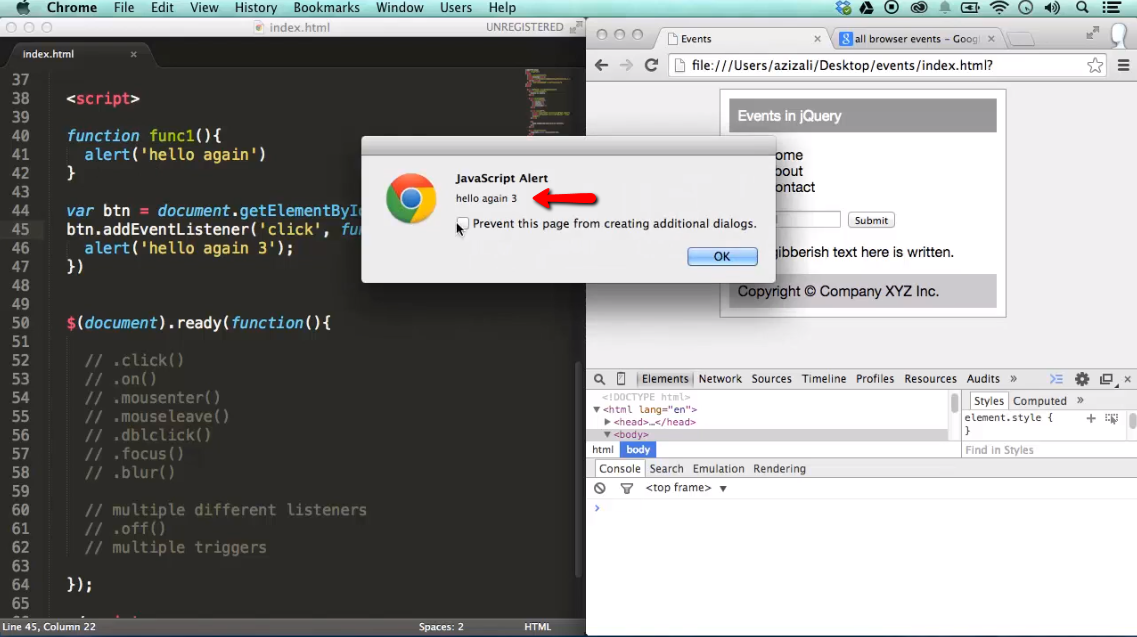 Chrome File Edit View History Bookmarks Window Users Help
index.html UNREGISTERED
index.html
37
38 <script>
39
40 function func1(){
41 alert('hello again')
42 }
43
44 var btn = document.getElementById
45 btn.addEventListener('click', fu
46 alert('hello again 3');
47 })
48
49
50 $(document).ready(function(){
51
52 // .click()
53 // .on()
54 // .mousenter()
55 // .mouseleave()
56 // .dblclick()
57 // .focus()
58 // .blur()
59
60 // multiple different listeners
61 // .off()
62 // multiple triggers
63
64 });
65
Line 45, Column 22 Spaces: 2 HTML
JavaScript Alert
hello again 3
Prevent this page from creating additional dialogs.
OK
Events all browser events - Goog
file:///Users/azizali/Desktop/events/index.html?
Events in jQuery
ome
bout
ontact
Submit
gibberish text here is written.
Copyright © Company XYZ Inc.
Elements Network Sources Timeline Profiles Resources Audits »
<!DOCTYPE html>
<html lang="en">
<head>…</head>
<body>
html body
Styles Computed »
element.style {
}
Find in Styles
Console Search Emulation Rendering
<top frame>